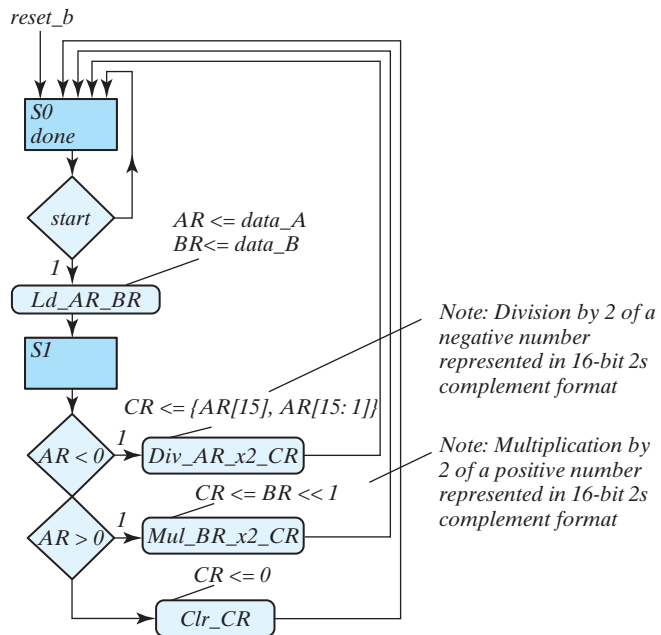 reset_b
S0
done
start
AR <= data_A
BR<= data_B
1
Ld_AR_BR
S1
Note: Division by 2 of a
negative number
represented in 16-bit 2s
complement format
CR <= {AR[15], AR[15: 1]}
AR < 0
1
Div_AR_x2_CR
Note: Multiplication by
2 of a positive number
represented in 16-bit 2s
complement format
CR <= BR << 1
AR > 0
1
Mul_BR_x2_CR
CR <= 0
Clr_CR